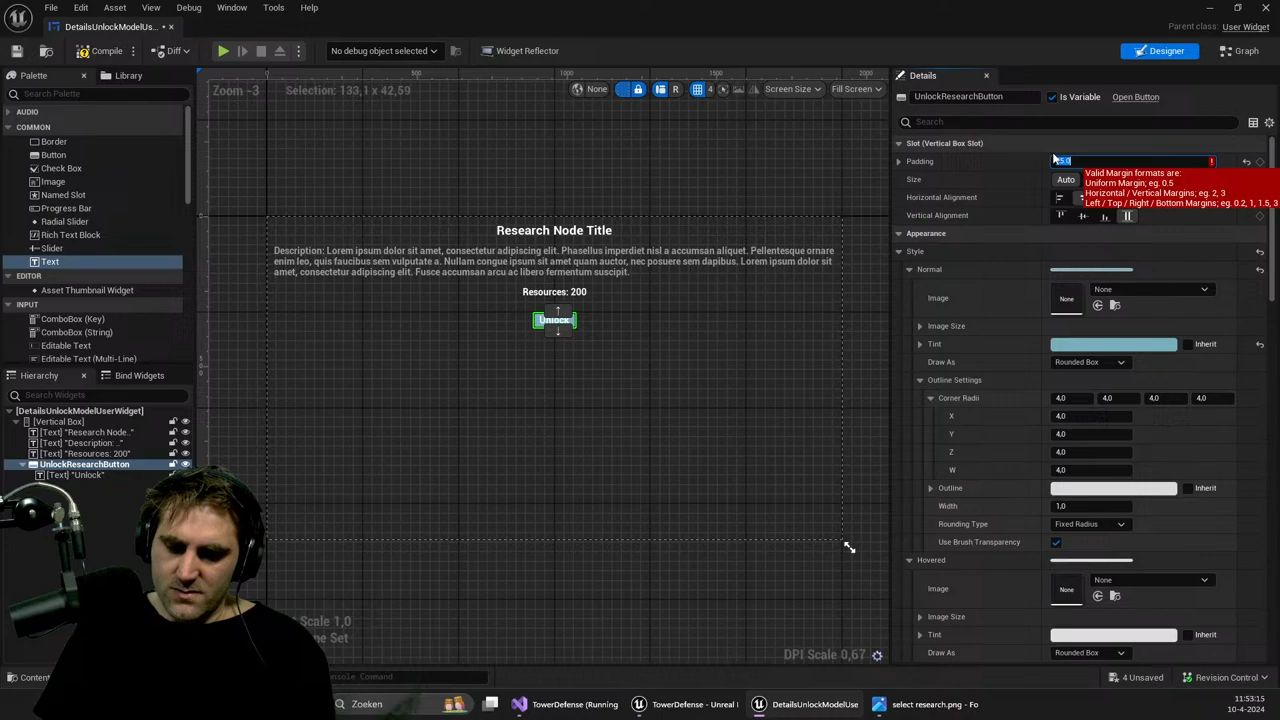 File Edit Asset View Debug Window Tools Help
DetailsUnlockModelUs...
Parent class: User Widget
Compile Diff No debug object selected Widget Reflector Designer Graph
Palette Library
Search Palette
AUDIO
COMMON
Border
Button
Check Box
Image
Named Slot
Progress Bar
Radial Slider
Rich Text Block
Slider
Text
EDITOR
Asset Thumbnail Widget
INPUT
ComboBox (Key)
ComboBox (String)
Editable Text
Editable Text (Multi-Line)
Hierarchy Bind Widgets
Search Widgets
[DetailsUnlockModelUserWidget]
[Vertical Box]
[Text] "Research Node.."
[Text] "Description: .."
[Text] "Resources: 200"
UnlockResearchButton
[Text] "Unlock"
0 500 1000 1500 2000
Zoom -3 Selection: 133,1 x 42,59 None R 4 Screen Size Fill Screen
0
Research Node Title
Description: Lorem ipsum dolor sit amet, consectetur adipiscing elit. Phasellus imperdiet nisl a accumsan aliquet. Pellentesque ornare
enim leo, quis faucibus sem vulputate a. Nullam congue ipsum sit amet quam auctor, nec posuere sem dapibus. Lorem ipsum dolor sit
amet, consectetur adipiscing elit. Fusce accumsan arcu ac libero fermentum suscipit.
Resources: 200
Unlock
5
0
0
DPI Scale 1,0
DPI Scale 0,67
Details
UnlockResearchButton Is Variable Open Button
Search
Slot (Vertical Box Slot)
Padding
Valid Margin formats are:
Uniform Margin; eg. 0.5
Horizontal / Vertical Margins; eg. 2, 3
Left / Top / Right / Bottom Margins; eg. 0.2, 1, 1.5, 3
Size Auto
Horizontal Alignment
Vertical Alignment
Appearance
Style
Normal
Image None None
Image Size
Tint Inherit
Draw As Rounded Box
Outline Settings
Corner Radii 4,0 4,0 4,0 4,0
X 4,0
Y 4,0
Z 4,0
W 4,0
Outline Inherit
Width 1,0
Rounding Type Fixed Radius
Use Brush Transparency
Hovered
Image None None
Image Size
Tint Inherit
Draw As Rounded Box
Console Command
4 Unsaved Revision Control
Zoeken
TowerDefense (Running
TowerDefense - Unreal
DetailsUnlockModelUse
select research.png - Fo
11:53:15
10-4-2024